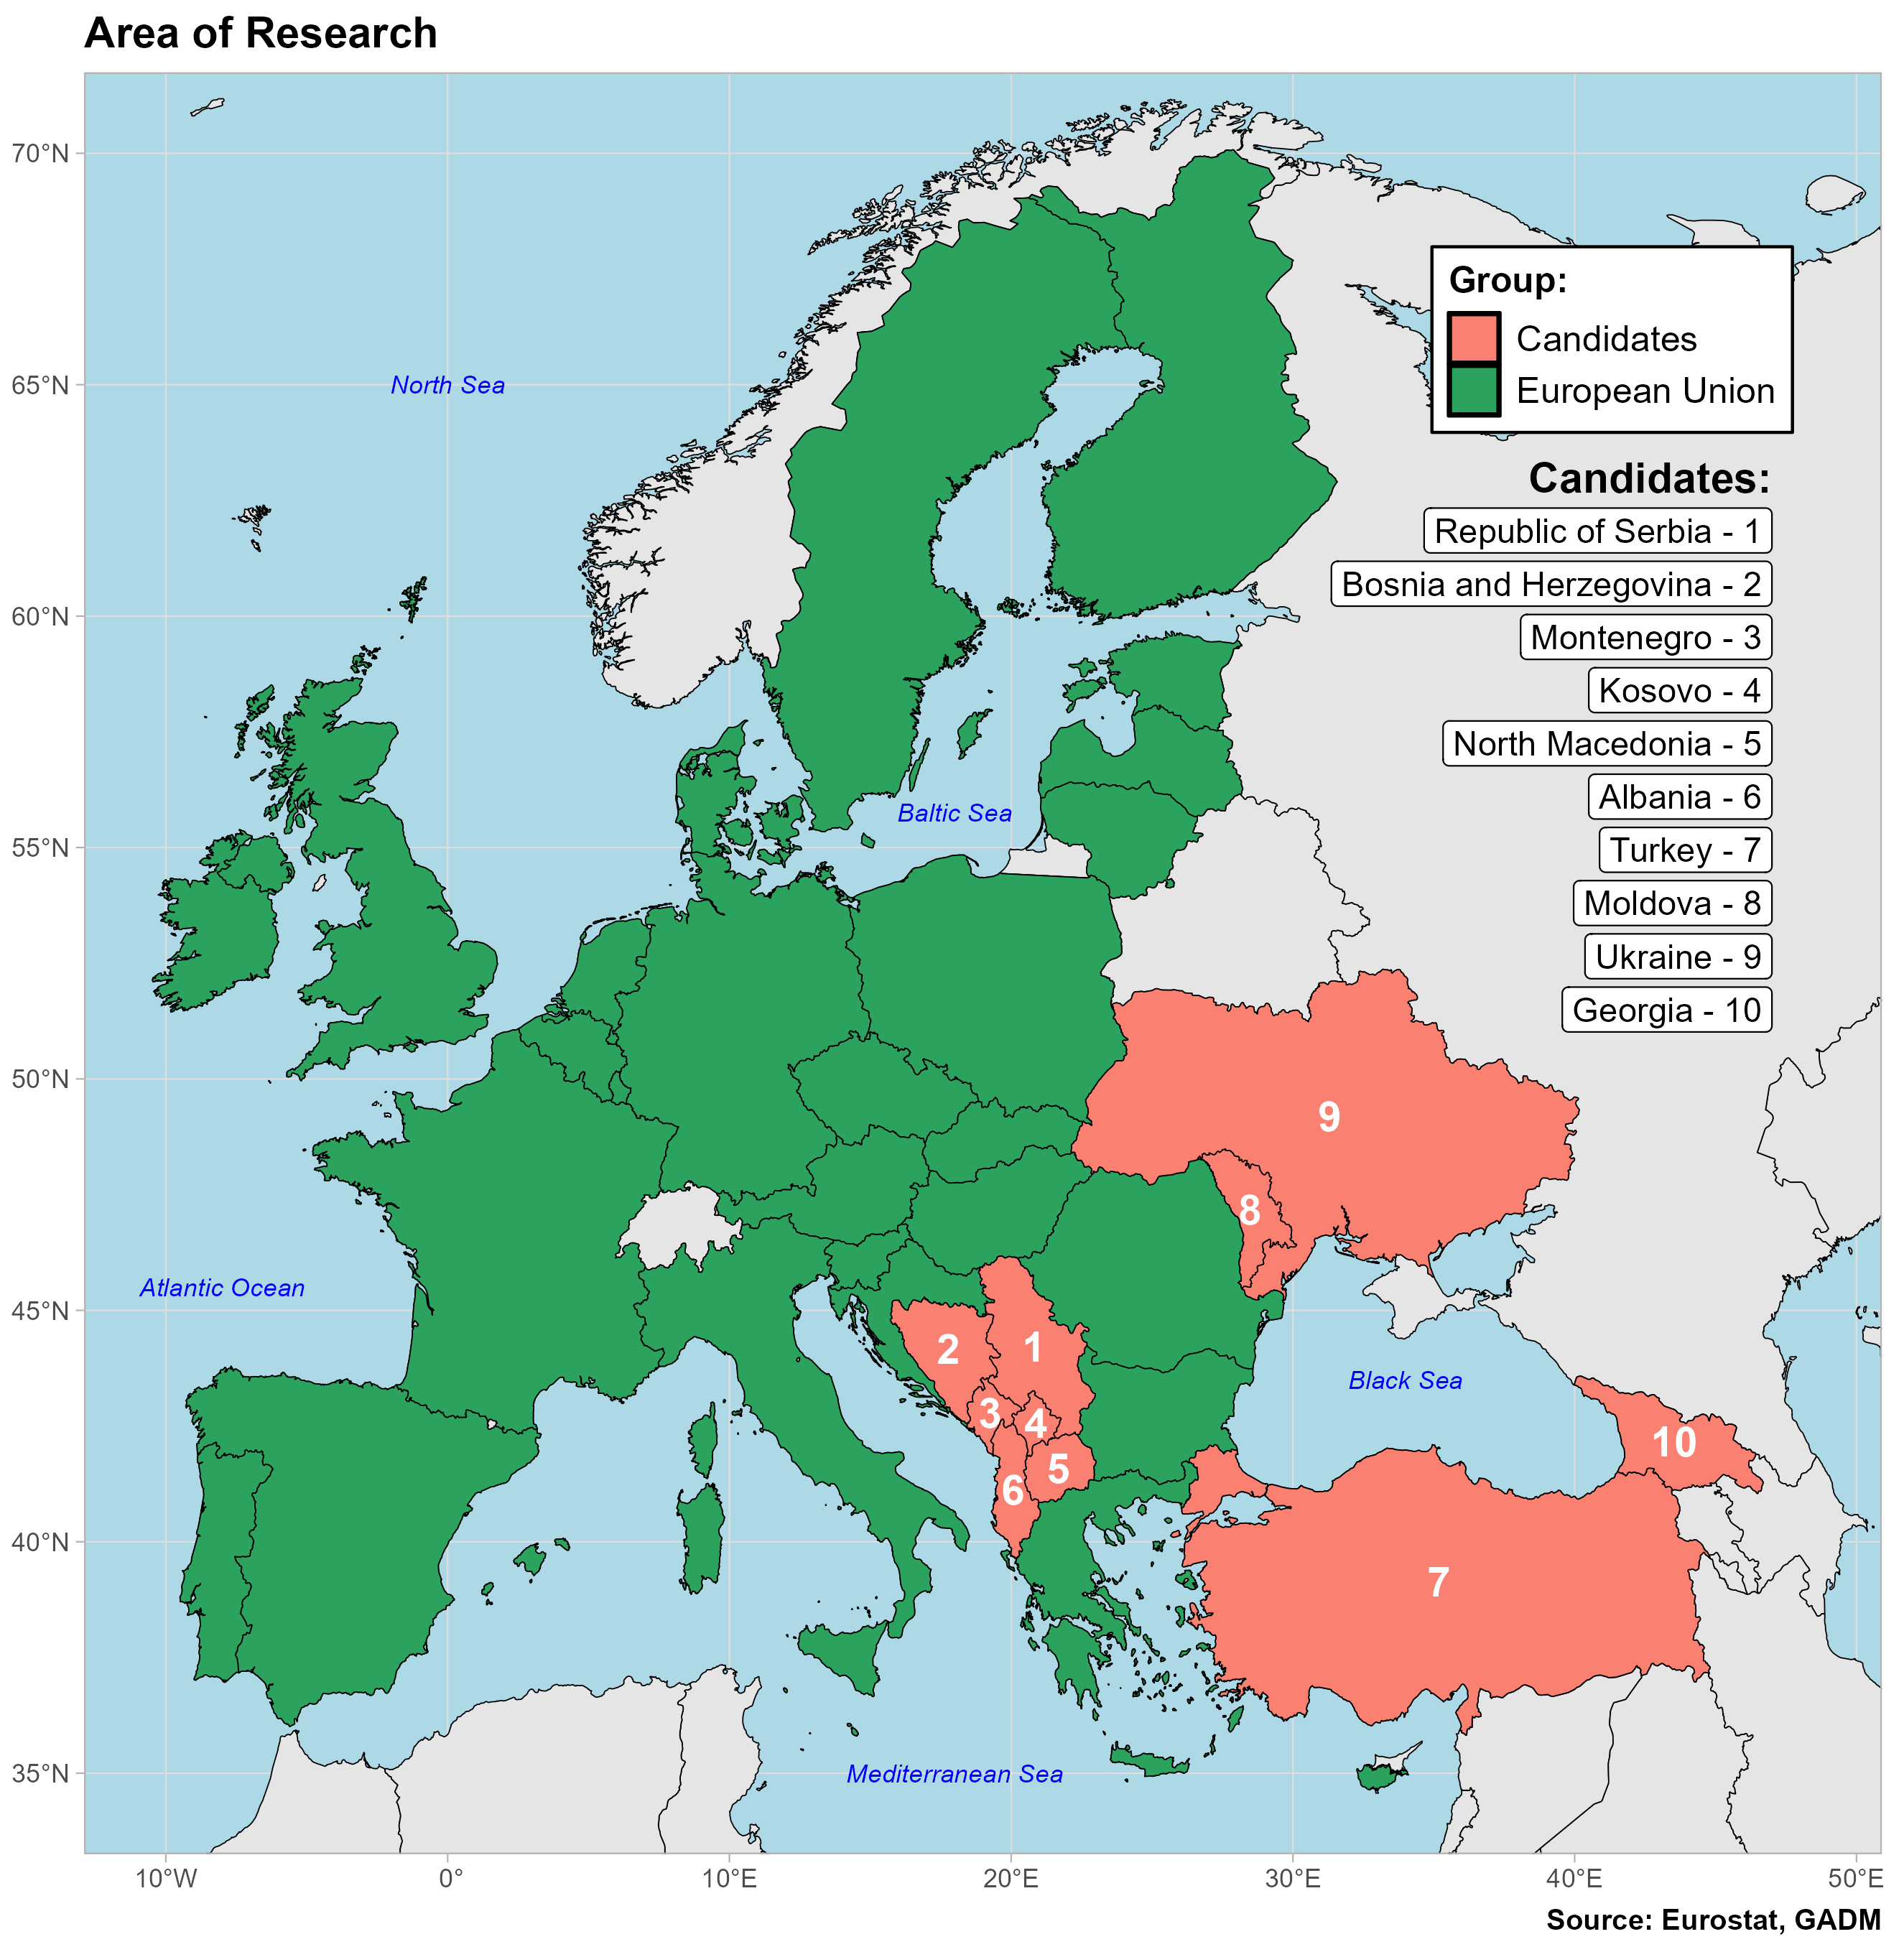 Area of Research
70°N
65°N
60°N
55°N
50°N
45°N
40°N
35°N
North Sea
Baltic Sea
Atlantic Ocean
Black Sea
Mediterranean Sea
Group:
Candidates
European Union
Candidates:
Republic of Serbia - 1
Bosnia and Herzegovina - 2
Montenegro - 3
Kosovo - 4
North Macedonia - 5
Albania - 6
Turkey - 7
Moldova - 8
Ukraine - 9
Georgia - 10
9
8
2
1
3
4
10
5
6
7
10°W
0°
10°E
20°E
30°E
40°E
50°E
Source: Eurostat, GADM